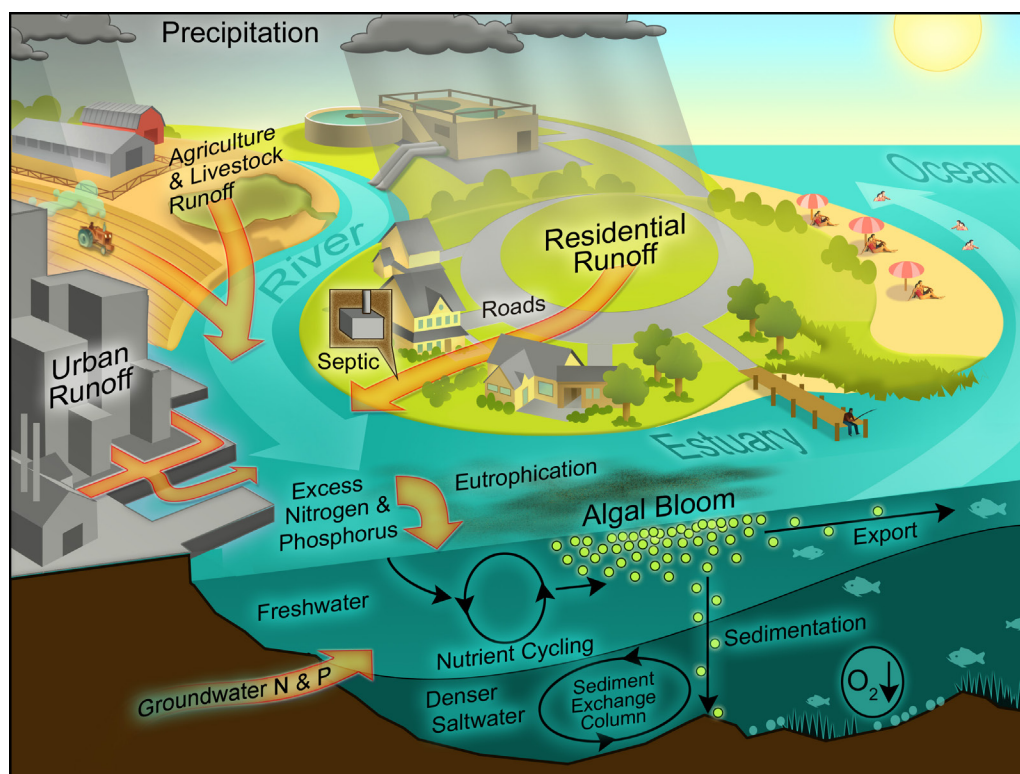 Precipitation
Agriculture
& Livestock
Runoff
Ocean
River
Residential
Runoff
Roads
Septic
Urban
Runoff
Estuary
Excess
Nitrogen &
Phosphorus
Eutrophication
Algal Bloom
Export
Freshwater
Nutrient Cycling
Sedimentation
Groundwater N & P
Denser
Saltwater
Sediment
Exchange
Column
O₂